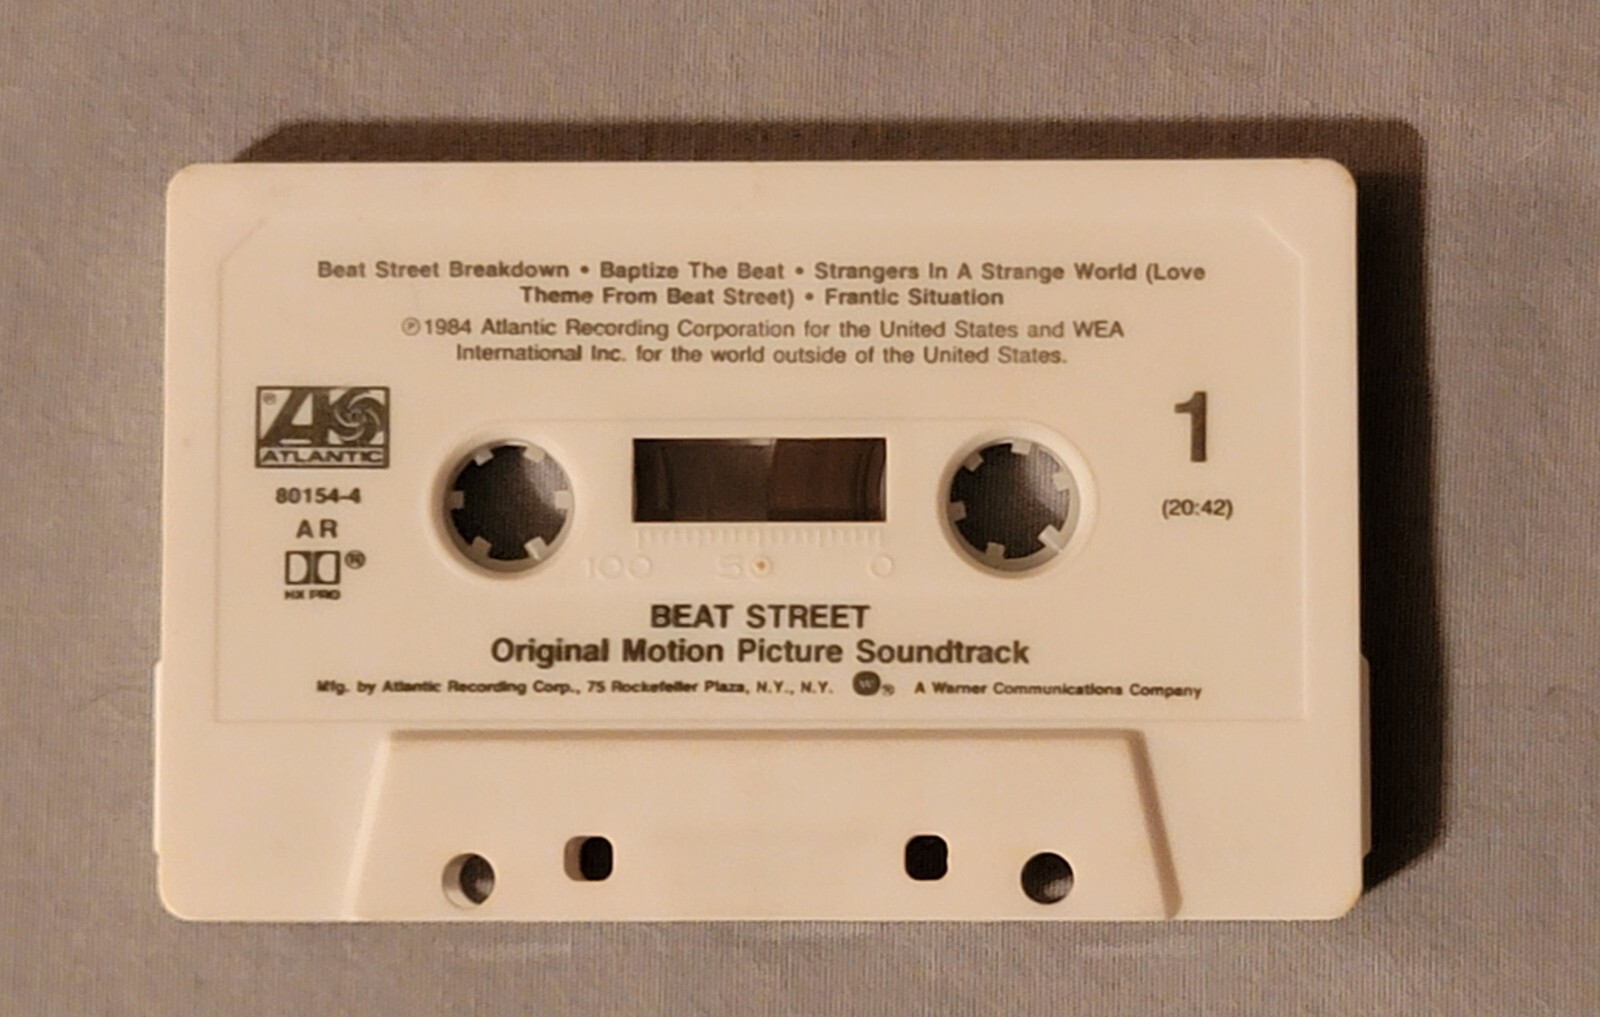 Beat Street Breakdown • Baptize The Beat • Strangers In A Strange World (Love
Theme From Beat Street) • Frantic Situation
℗1984 Atlantic Recording Corporation for the United States and WEA
International Inc. for the world outside of the United States.
®
ATLANTIC
1
80154-4
(20:42)
AR
®
HX PRO
100 50 0
BEAT STREET
Original Motion Picture Soundtrack
Mfg. by Atlantic Recording Corp., 75 Rockefeller Plaza, N.Y., N.Y. W ® A Warner Communications Company